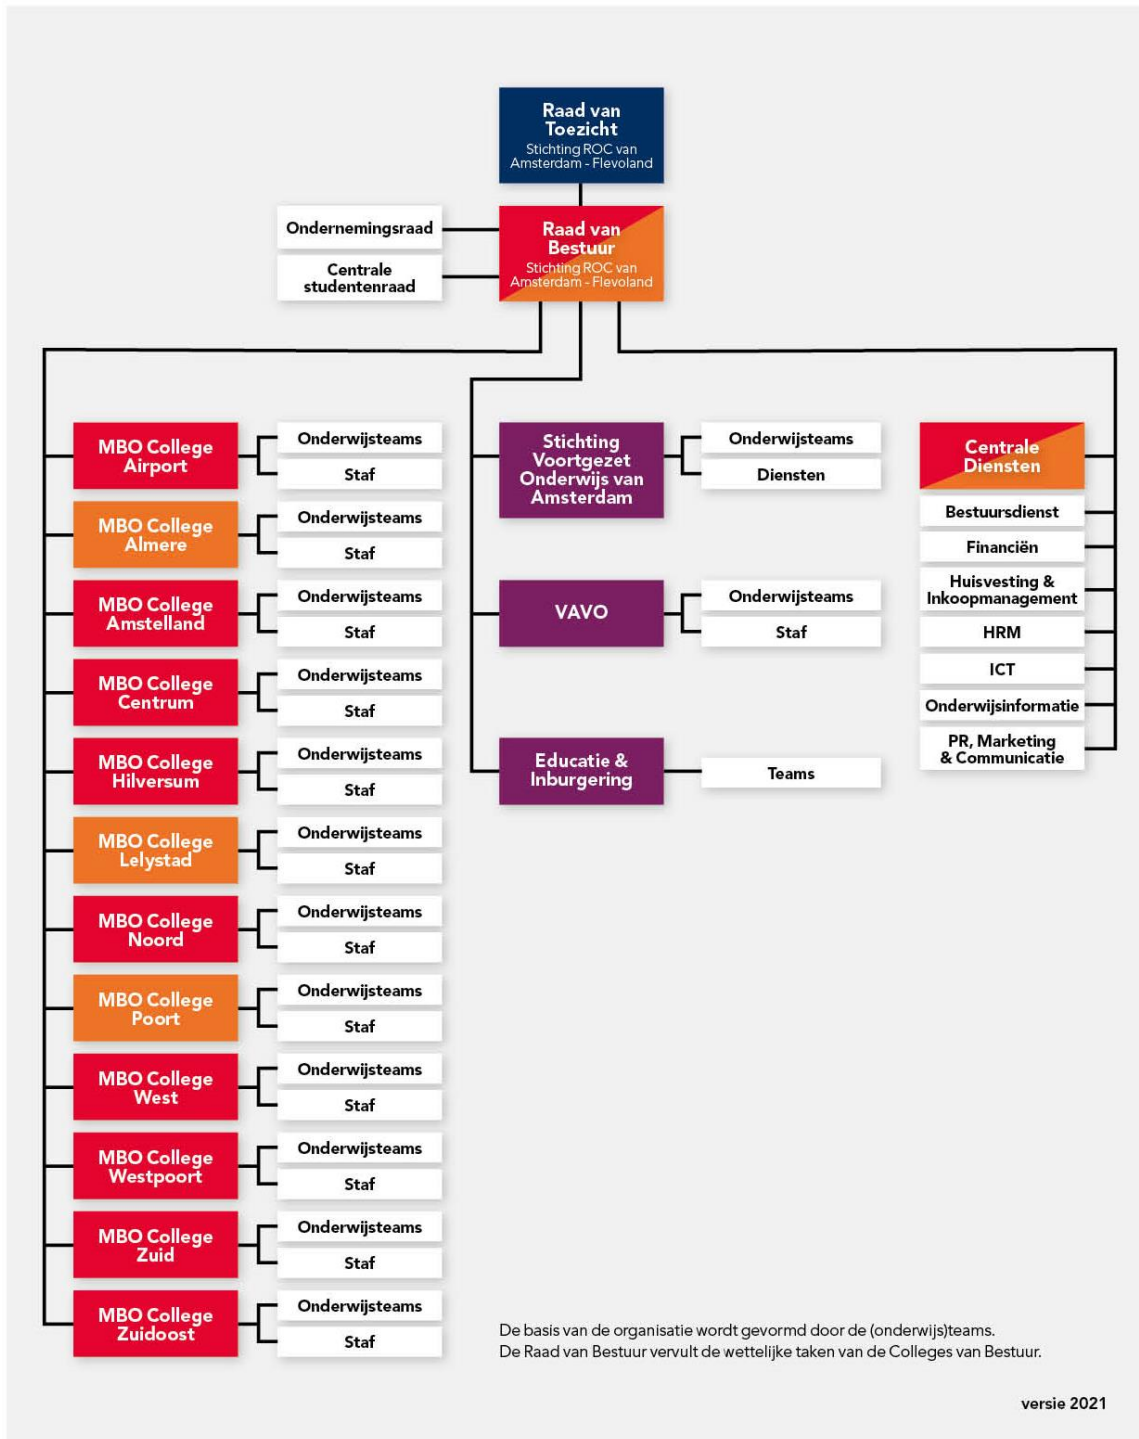 Raad van
Toezicht
Stichting ROC van
Amsterdam - Flevoland
Raad van
Bestuur
Stichting ROC van
Amsterdam - Flevoland
Ondernemingsraad
Centrale
studentenraad
MBO College
Airport
Onderwijsteams
Staf
MBO College
Almere
Onderwijsteams
Staf
MBO College
Amstelland
Onderwijsteams
Staf
MBO College
Centrum
Onderwijsteams
Staf
MBO College
Hilversum
Onderwijsteams
Staf
MBO College
Lelystad
Onderwijsteams
Staf
MBO College
Noord
Onderwijsteams
Staf
MBO College
Poort
Onderwijsteams
Staf
MBO College
West
Onderwijsteams
Staf
MBO College
Westpoort
Onderwijsteams
Staf
MBO College
Zuid
Onderwijsteams
Staf
MBO College
Zuidoost
Onderwijsteams
Staf
Stichting
Voortgezet
Onderwijs van
Amsterdam
Onderwijsteams
Diensten
VAVO
Onderwijsteams
Staf
Educatie &
Inburgering
Teams
Centrale
Diensten
Bestuursdienst
Financiën
Huisvesting &
Inkoopmanagement
HRM
ICT
Onderwijsinformatie
PR, Marketing
& Communicatie
De basis van de organisatie wordt gevormd door de (onderwijs)teams.
De Raad van Bestuur vervult de wettelijke taken van de Colleges van Bestuur.
versie 2021